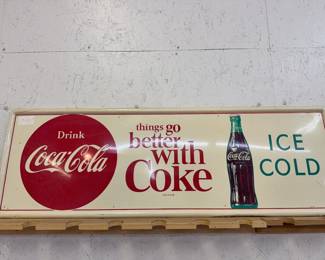 Drink
Coca-Cola
things go
better
with
Coke
Coca-Cola
ICE
COLD